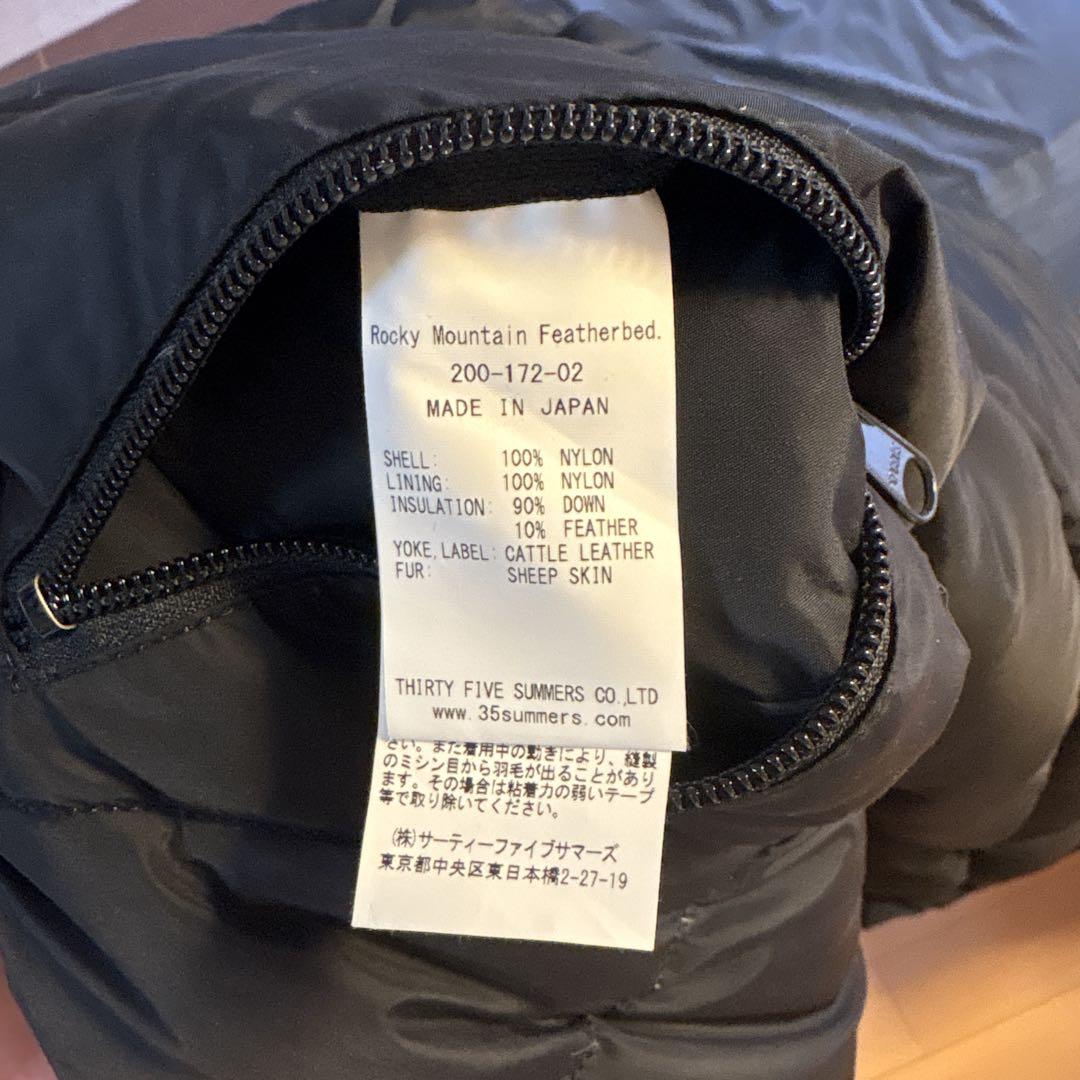 Rocky Mountain Featherbed.
200-172-02
MADE IN JAPAN
SHELL: 100% NYLON
LINING: 100% NYLON
INSULATION: 90% DOWN
10% FEATHER
YOKE,LABEL: CATTLE LEATHER
FUR: SHEEP SKIN
THIRTY FIVE SUMMERS CO.,LTD
www.35summers.com
さい。また着用中の動きにより、縫製
のミシン目から羽毛が出ることがあり
ます。その場合は粘着力の弱いテープ
等で取り除いてください。
(株)サーティーファイブサマーズ
東京都中央区東日本橋2-27-19